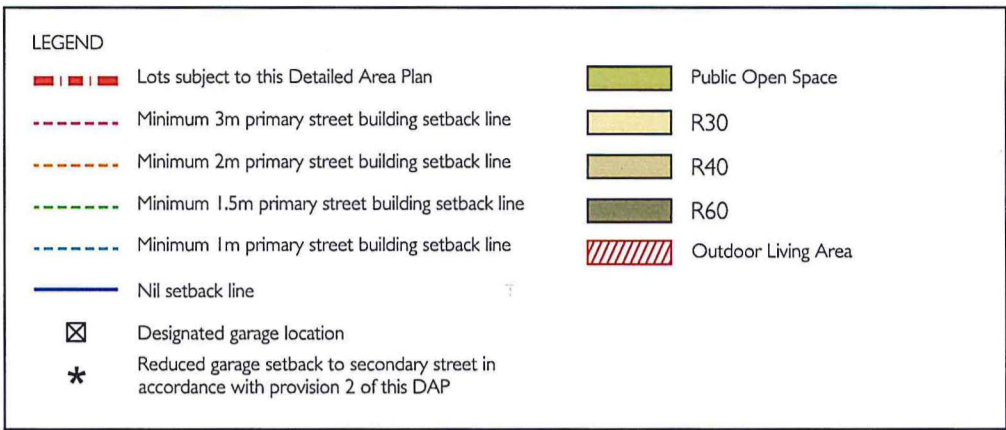 LEGEND
Lots subject to this Detailed Area Plan
Minimum 3m primary street building setback line
Minimum 2m primary street building setback line
Minimum 1.5m primary street building setback line
Minimum 1m primary street building setback line
Nil setback line
Designated garage location
Reduced garage setback to secondary street in
accordance with provision 2 of this DAP
Public Open Space
R30
R40
R60
Outdoor Living Area